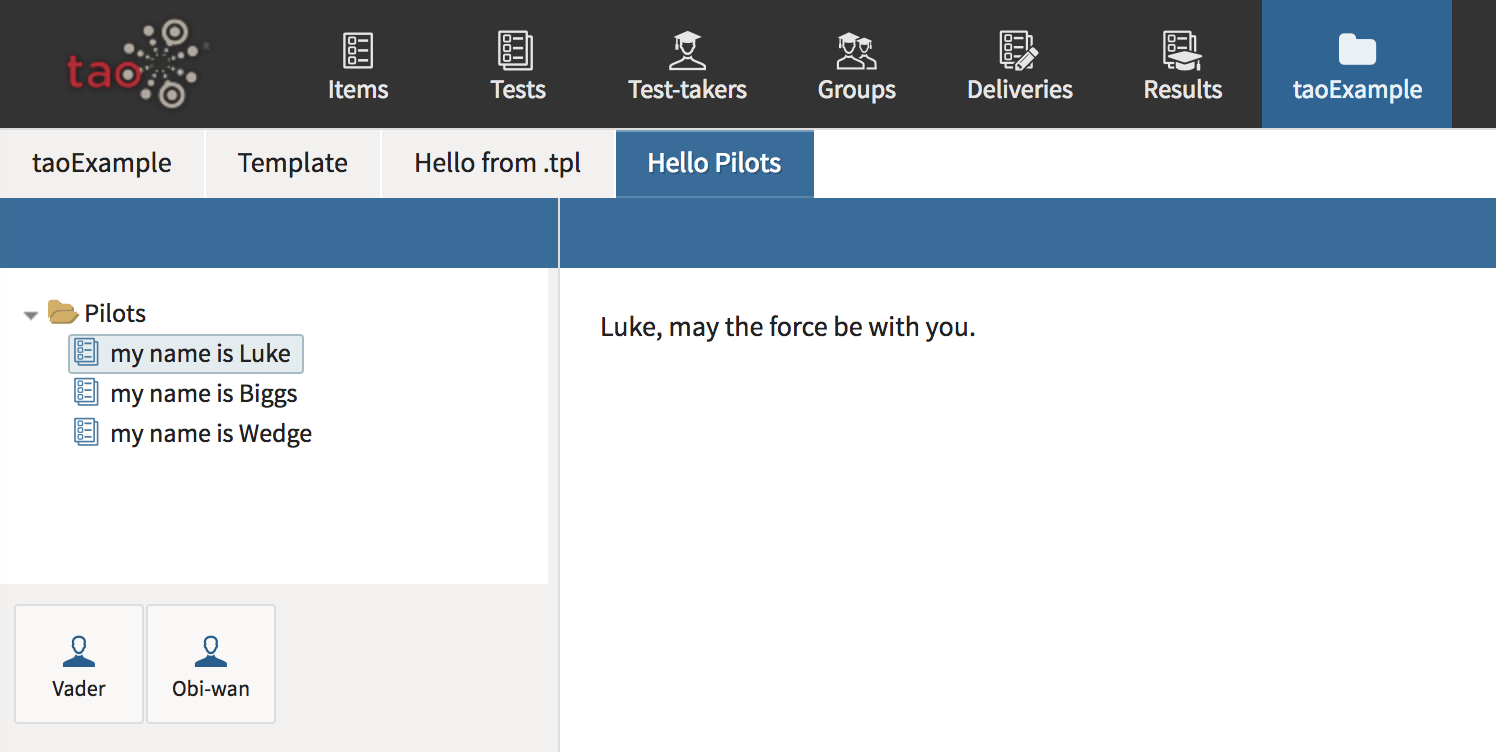 tao
Items Tests Test-takers Groups Deliveries Results taoExample
taoExample Template Hello from .tpl Hello Pilots
Pilots
my name is Luke
my name is Biggs
my name is Wedge
Luke, may the force be with you.
Vader Obi-wan